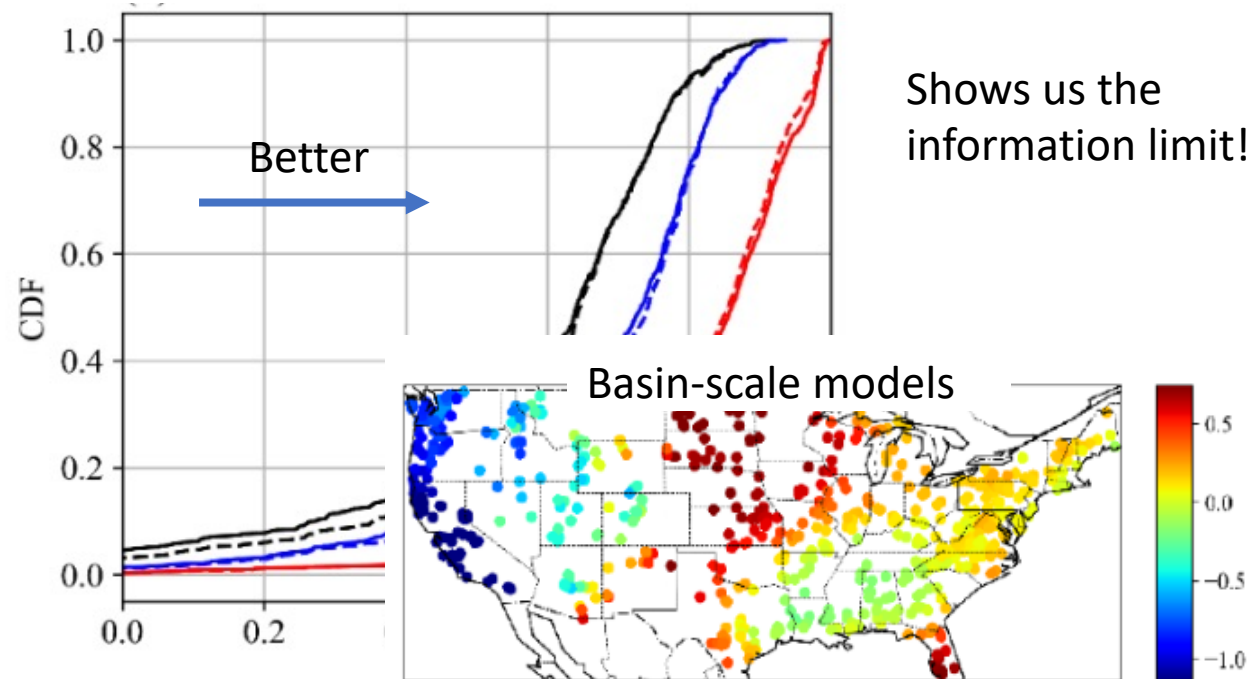 1.0
Shows us the
information limit!
0.8
Better
0.6
CDF
0.4
Basin-scale models
0.5
0.2
0.0
0.0
−0.5
0.0
0.2
−1.0